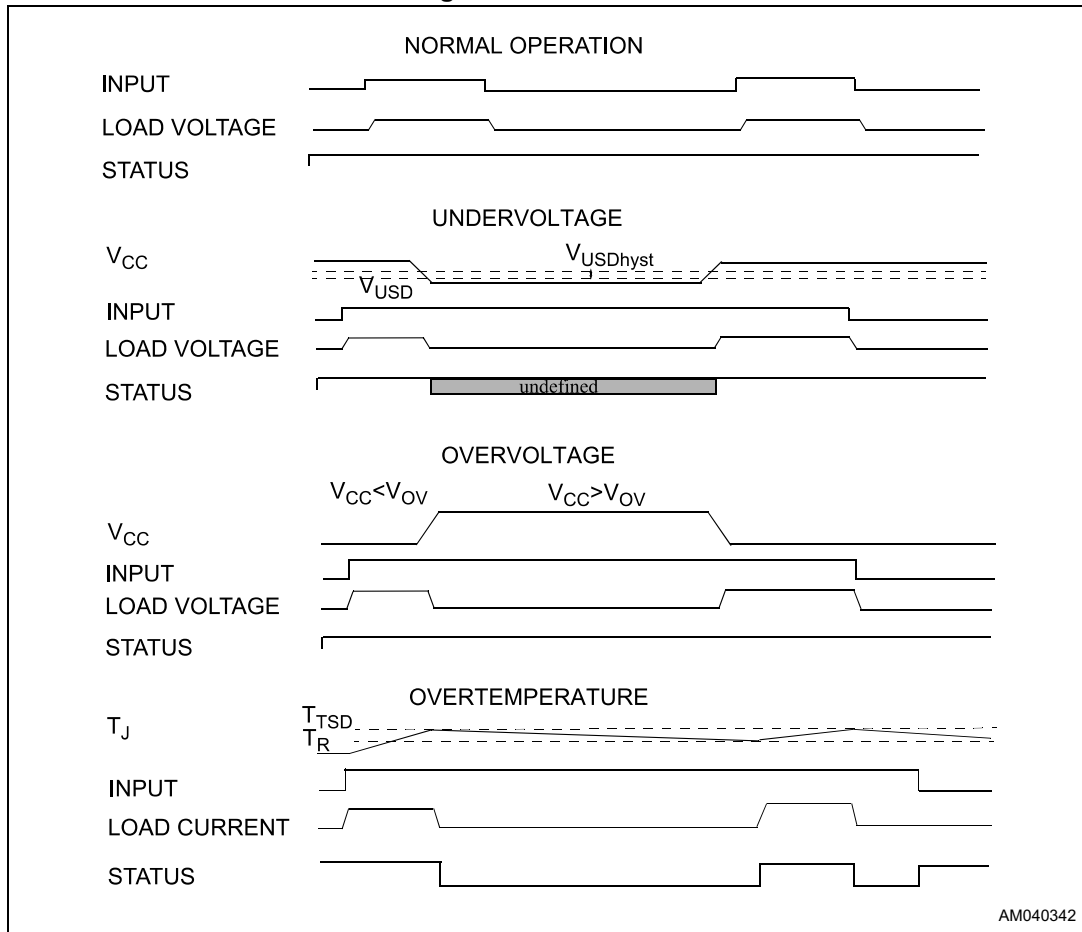 NORMAL OPERATION
INPUT
LOAD VOLTAGE
STATUS
UNDERVOLTAGE
VCC
VUSDhyst
VUSD
INPUT
LOAD VOLTAGE
STATUS
undefined
OVERVOLTAGE
VCC<VOV
VCC>VOV
VCC
INPUT
LOAD VOLTAGE
STATUS
OVERTEMPERATURE
TJ
TTSD
TR
INPUT
LOAD CURRENT
STATUS
AM040342